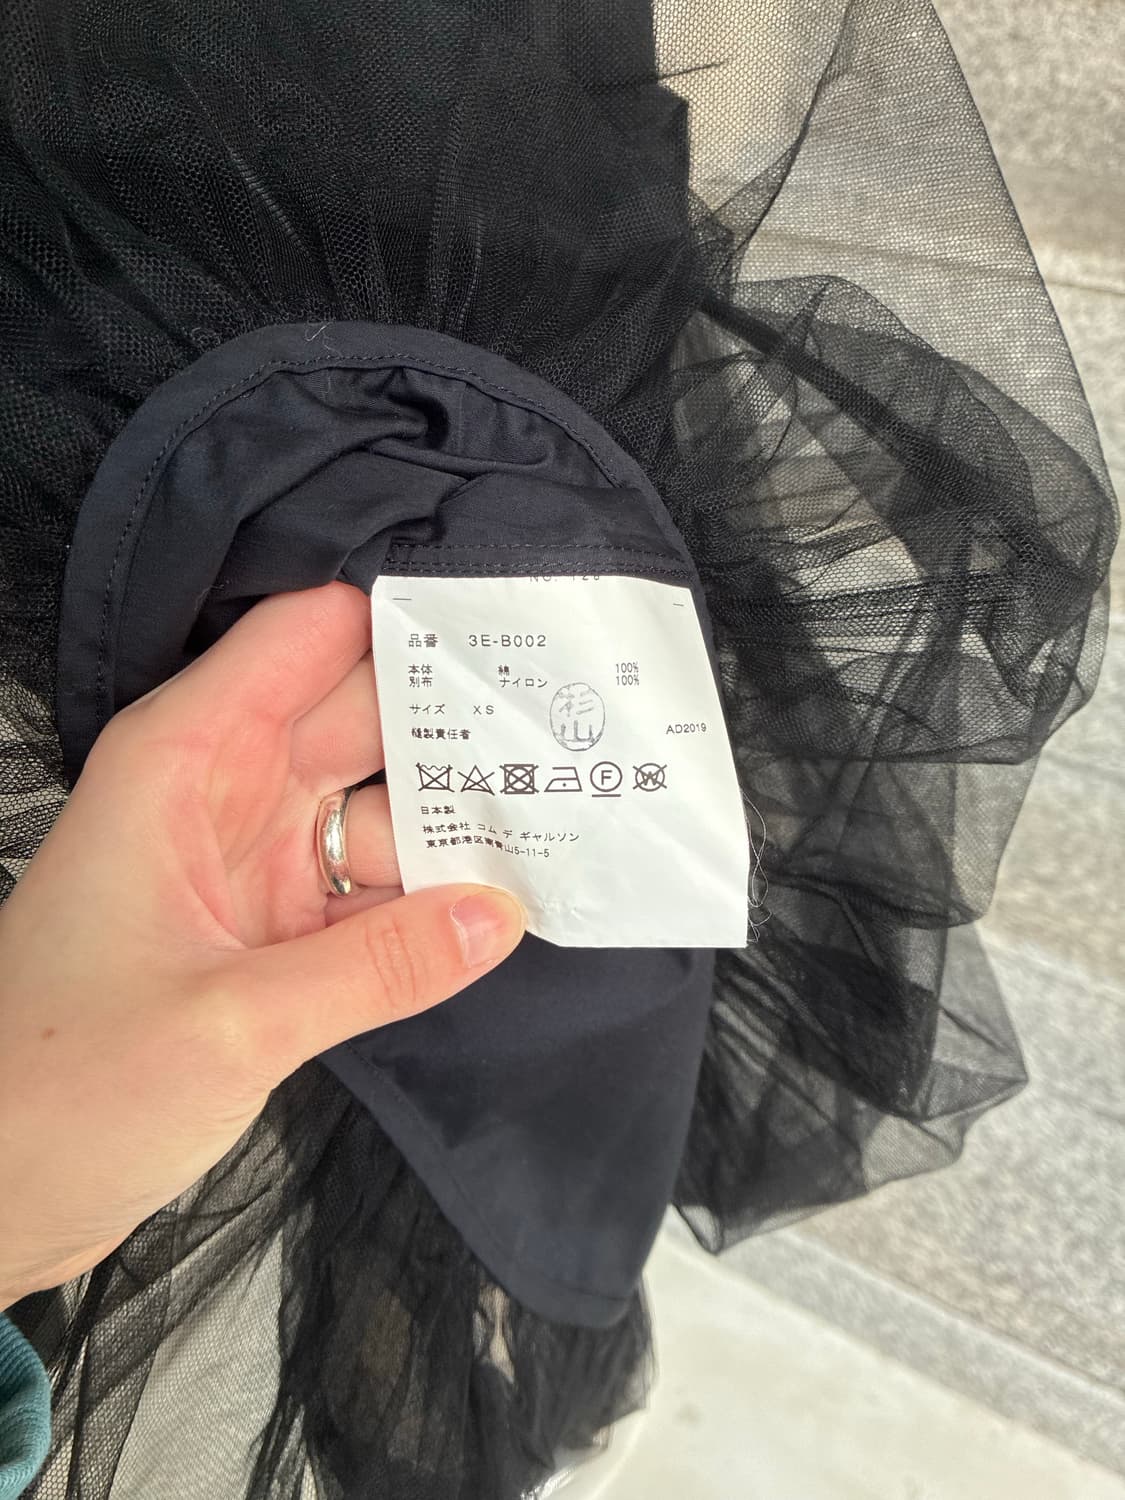 NO. 128
品番 3E-B002
本体 綿 100%
別布 ナイロン 100%
サイズ XS
縫製責任者 杉山 AD2019
F W
日本製
株式会社 コム デ ギャルソン
東京都港区南青山5-11-5